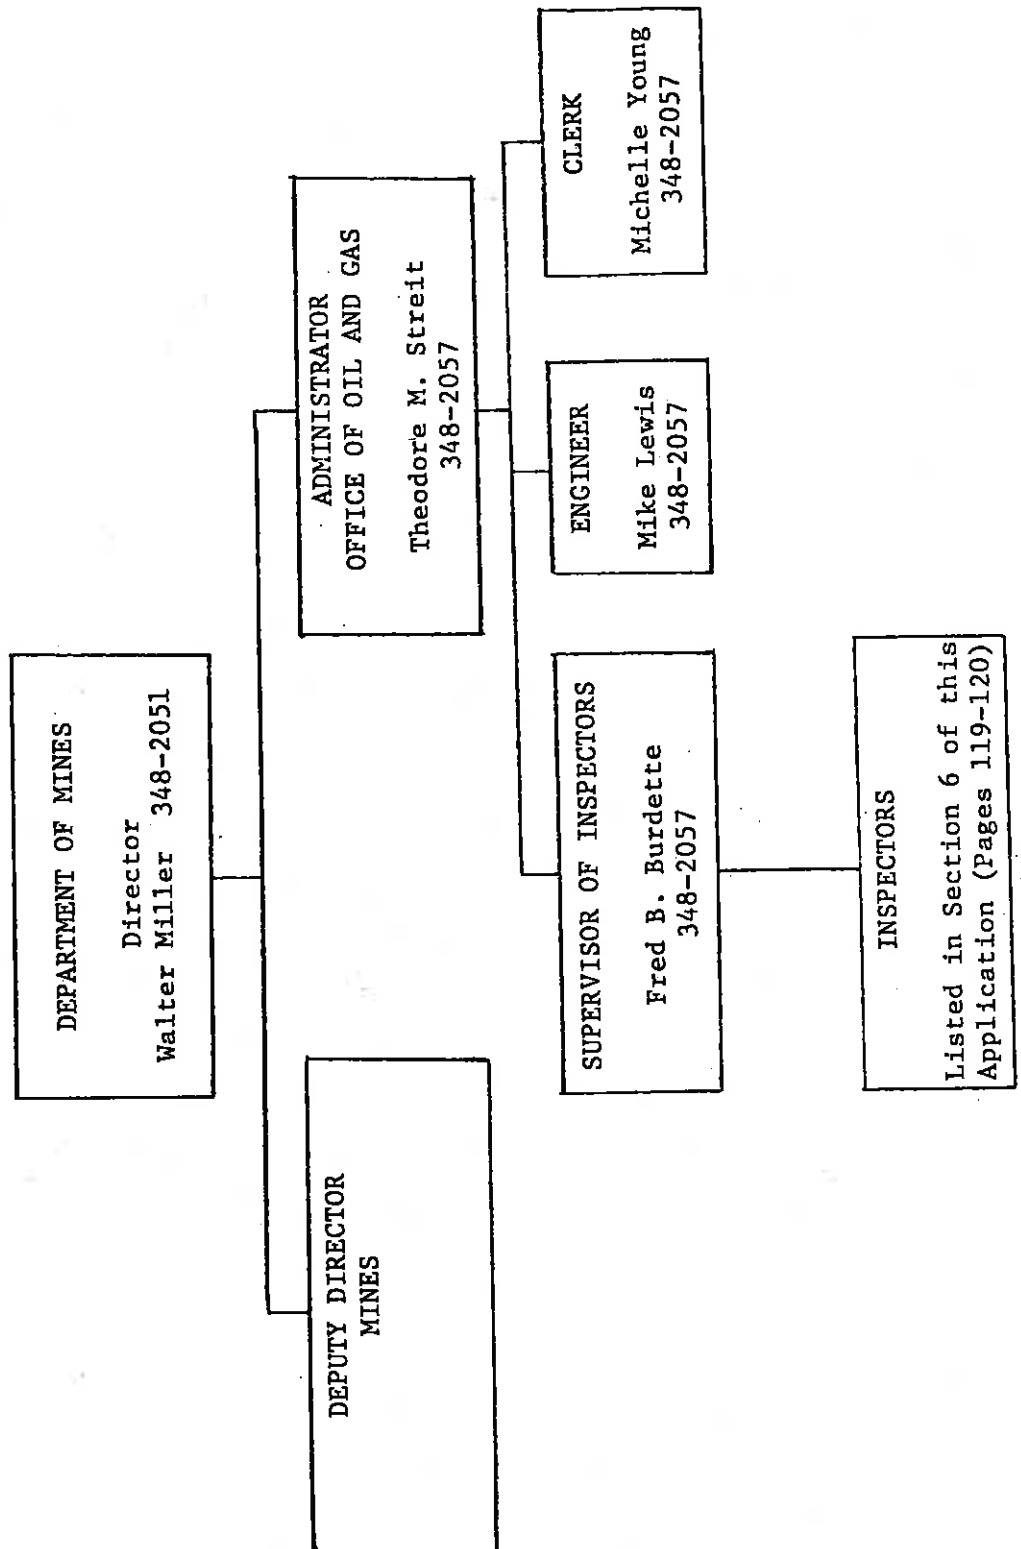 DEPARTMENT OF MINES
Director
Walter Miller 348-2051
DEPUTY DIRECTOR
MINES
ADMINISTRATOR
OFFICE OF OIL AND GAS
Theodore M. Streit
348-2057
SUPERVISOR OF INSPECTORS
Fred B. Burdette
348-2057
ENGINEER
Mike Lewis
348-2057
CLERK
Michelle Young
348-2057
INSPECTORS
Listed in Section 6 of this
Application (Pages 119-120)